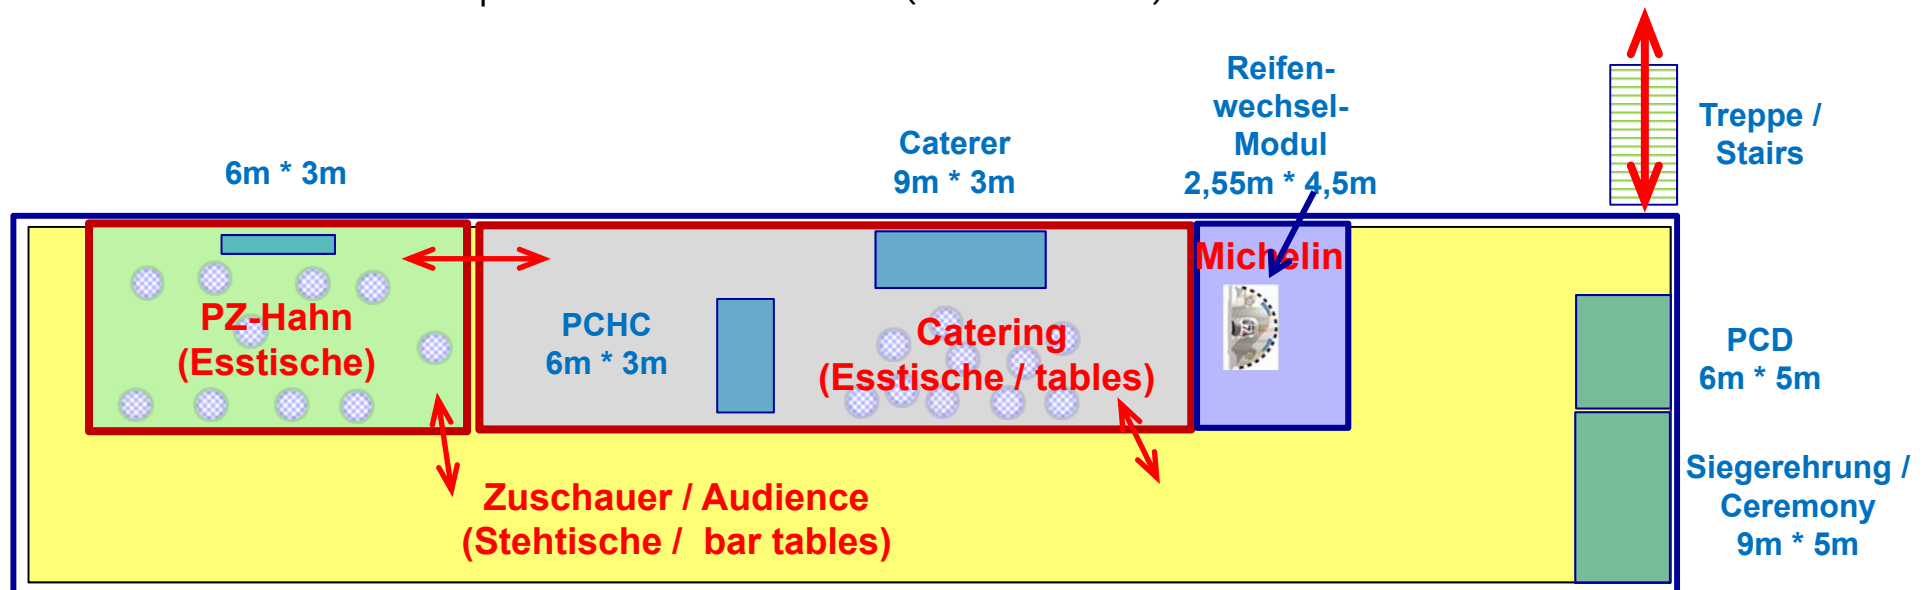 6m * 3m
Caterer
9m * 3m
Reifen-
wechsel-
Modul
2,55m * 4,5m
Treppe /
Stairs
PZ-Hahn
(Esstische)
PCHC
6m * 3m
Catering
(Esstische / tables)
Michelin
PCD
6m * 5m
Zuschauer / Audience
(Stehtische /  bar tables)
Siegerehrung /
Ceremony
9m * 5m